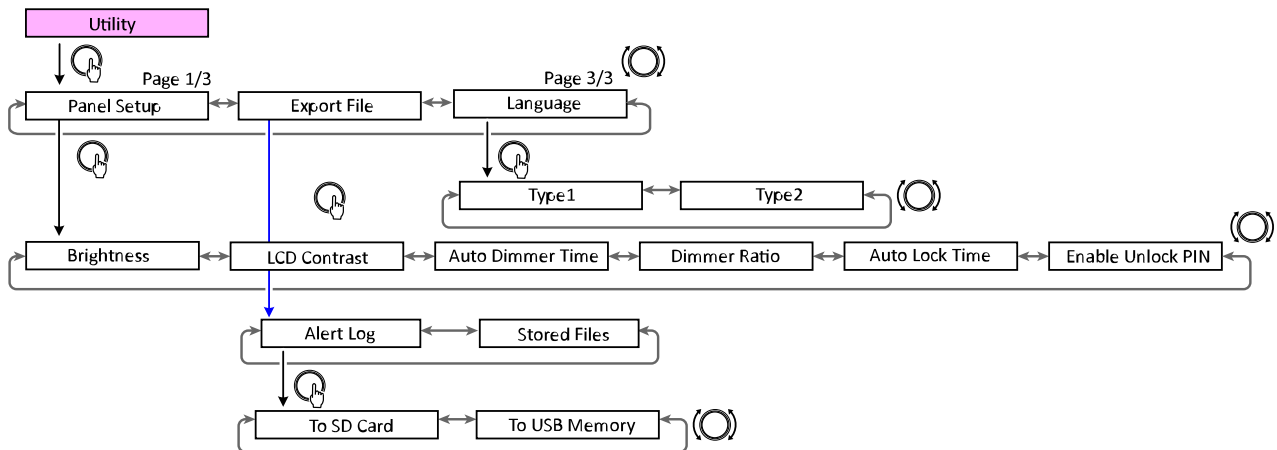 Utility
Page 1/3
Page 3/3
Panel Setup
Export File
Language
Type1
Type2
Brightness
LCD Contrast
Auto Dimmer Time
Dimmer Ratio
Auto Lock Time
Enable Unlock PIN
Alert Log
Stored Files
To SD Card
To USB Memory